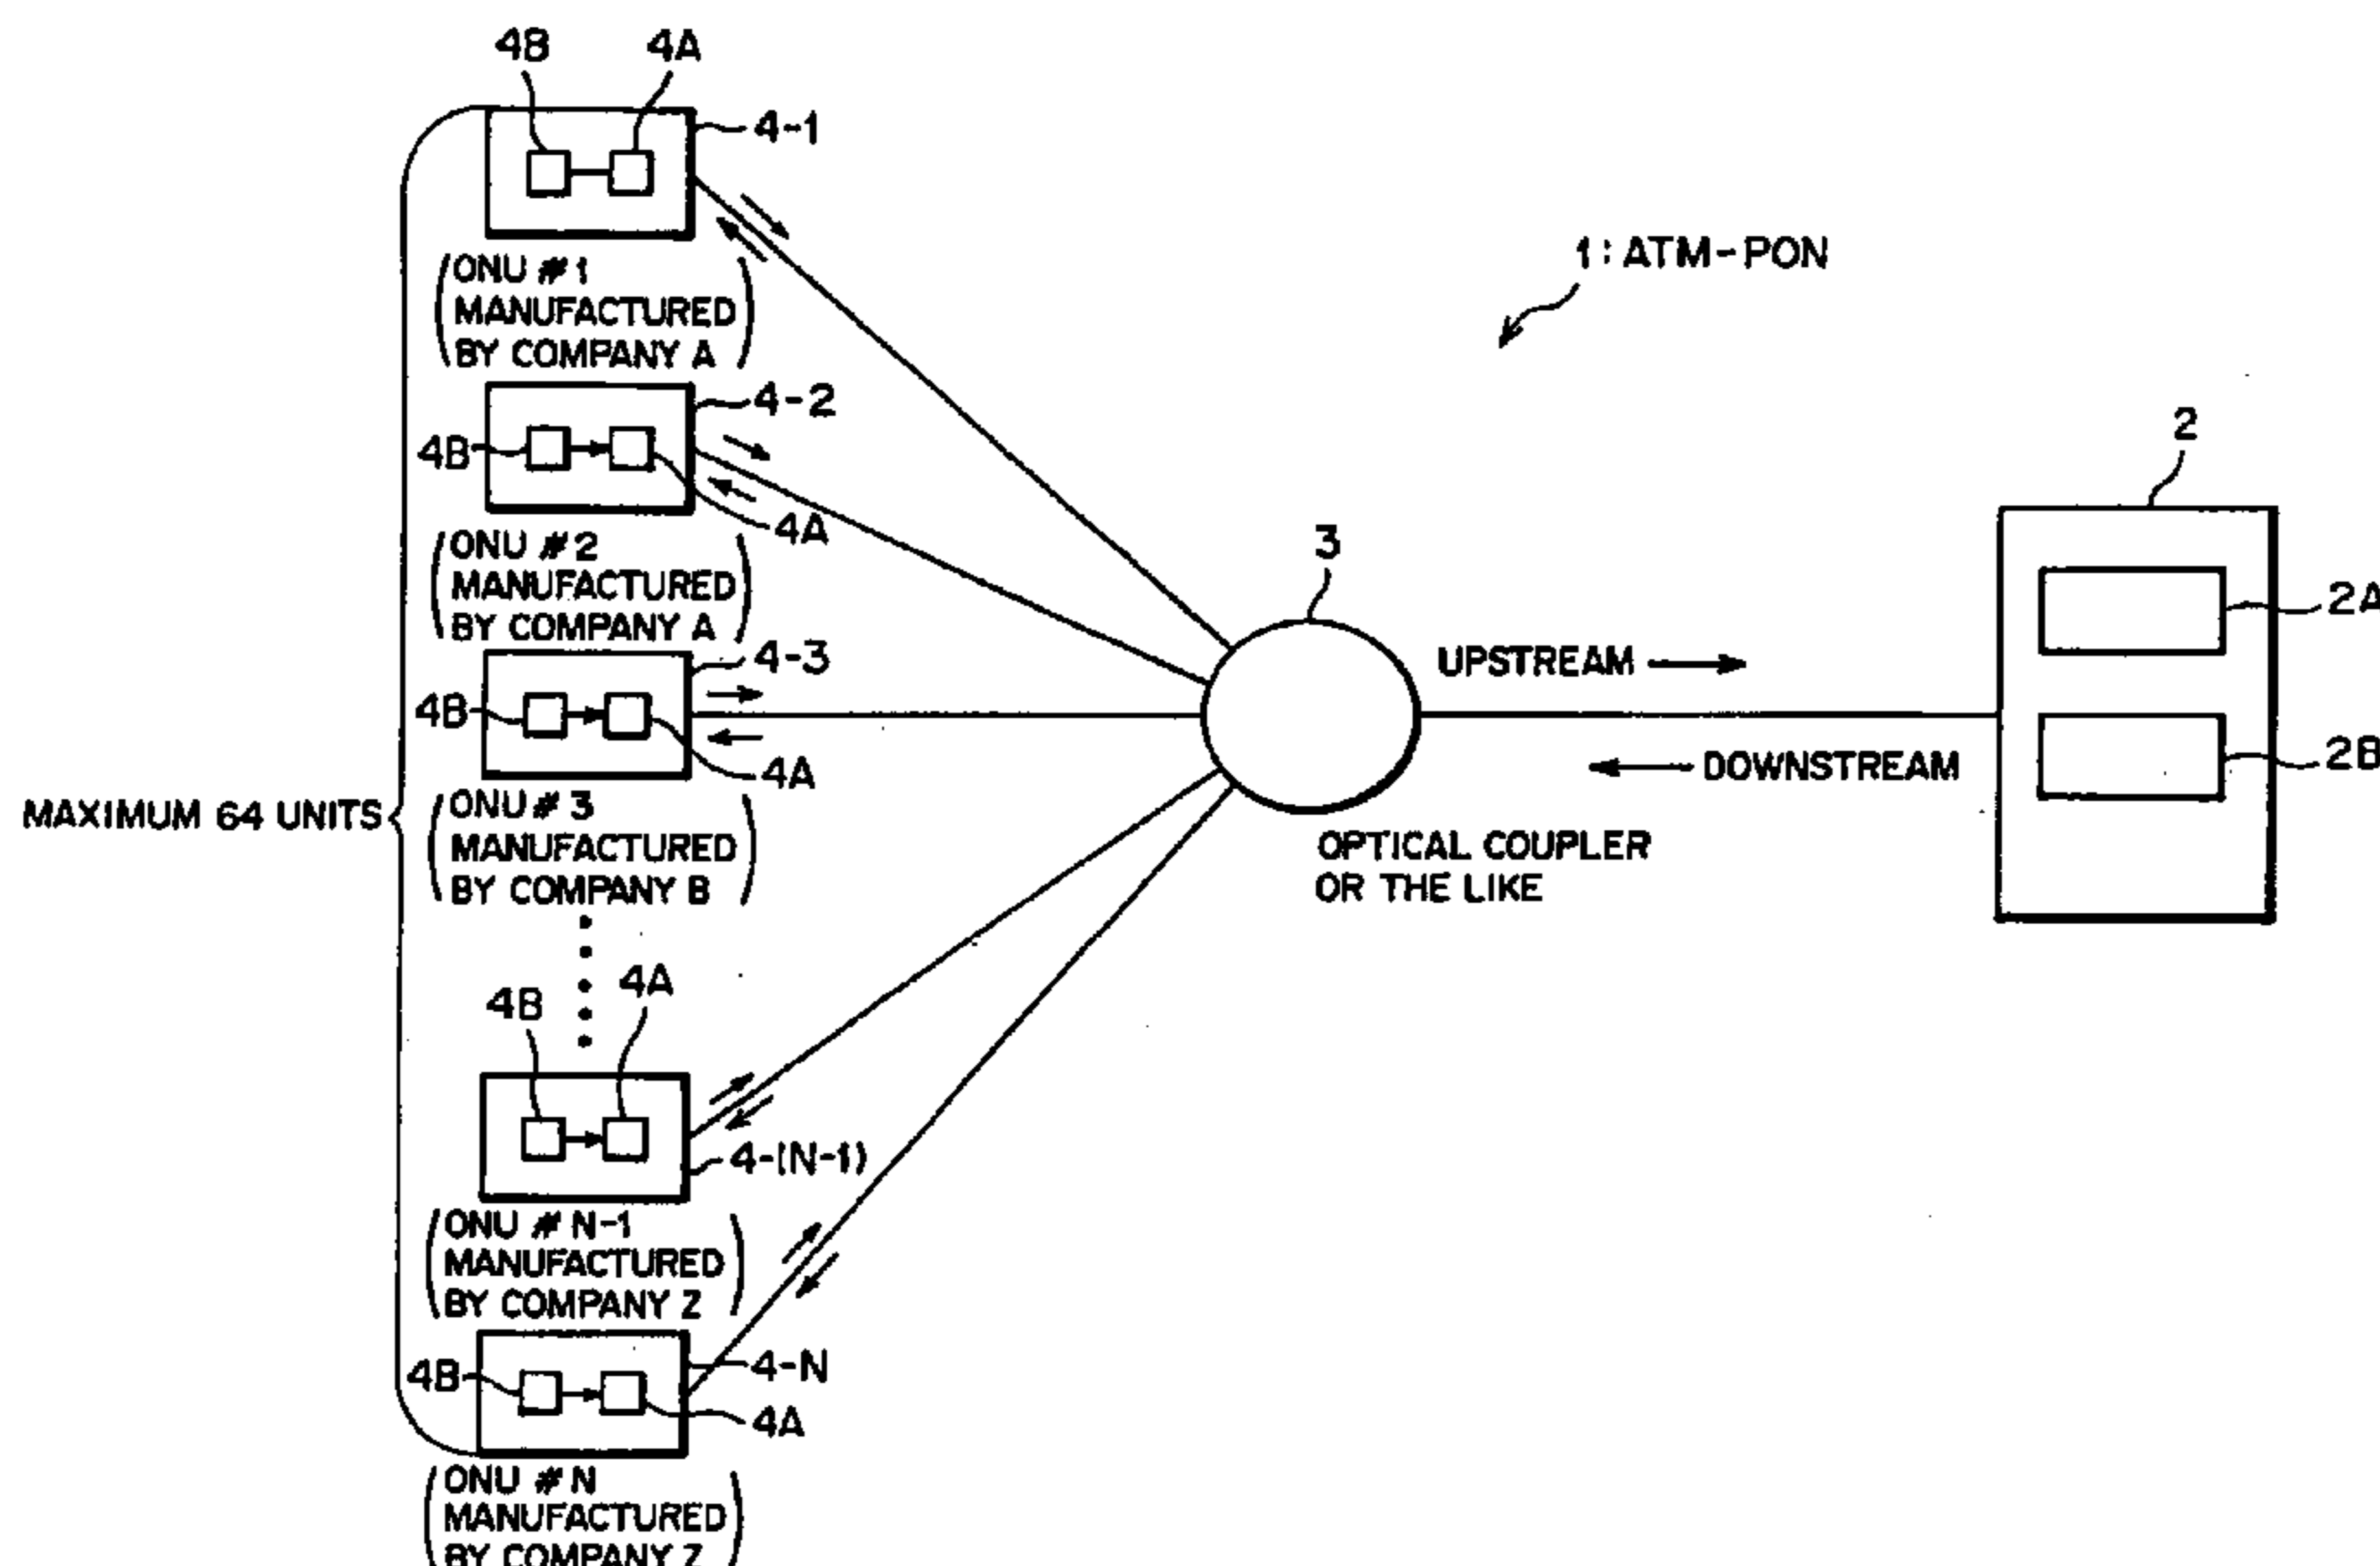 4B 4A
4-1
ONU #1
MANUFACTURED
BY COMPANY A
1: ATM-PON
4-2
4B
4A
ONU #2
MANUFACTURED
BY COMPANY A
4-3
4B
4A
ONU #3
MANUFACTURED
BY COMPANY B
MAXIMUM 64 UNITS
4B 4A
4-(N-1)
ONU #N-1
MANUFACTURED
BY COMPANY Z
4-N
4B
4A
ONU #N
MANUFACTURED
BY COMPANY Z
3
UPSTREAM
DOWNSTREAM
OPTICAL COUPLER
OR THE LIKE
2
2A
2B